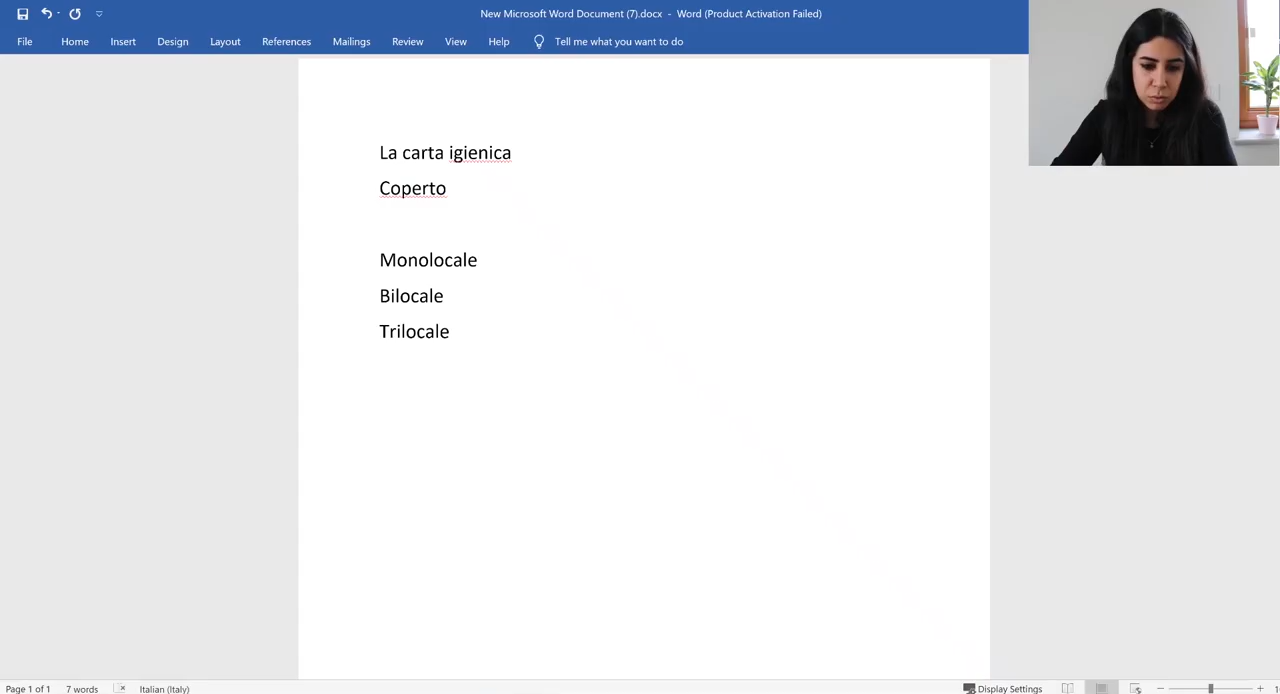 New Microsoft Word Document (7).docx - Word (Product Activation Failed)
File Home Insert Design Layout References Mailings Review View Help Tell me what you want to do
La carta igienica
Coperto
Monolocale
Bilocale
Trilocale
Page 1 of 1 7 words Italian (Italy) Display Settings